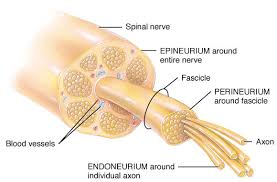 Spinal nerve
EPINEURIUM around
entire nerve
Fascicle
PERINEURIUM
around fascicle
Axon
Blood vessels
ENDONEURIUM around
individual axon